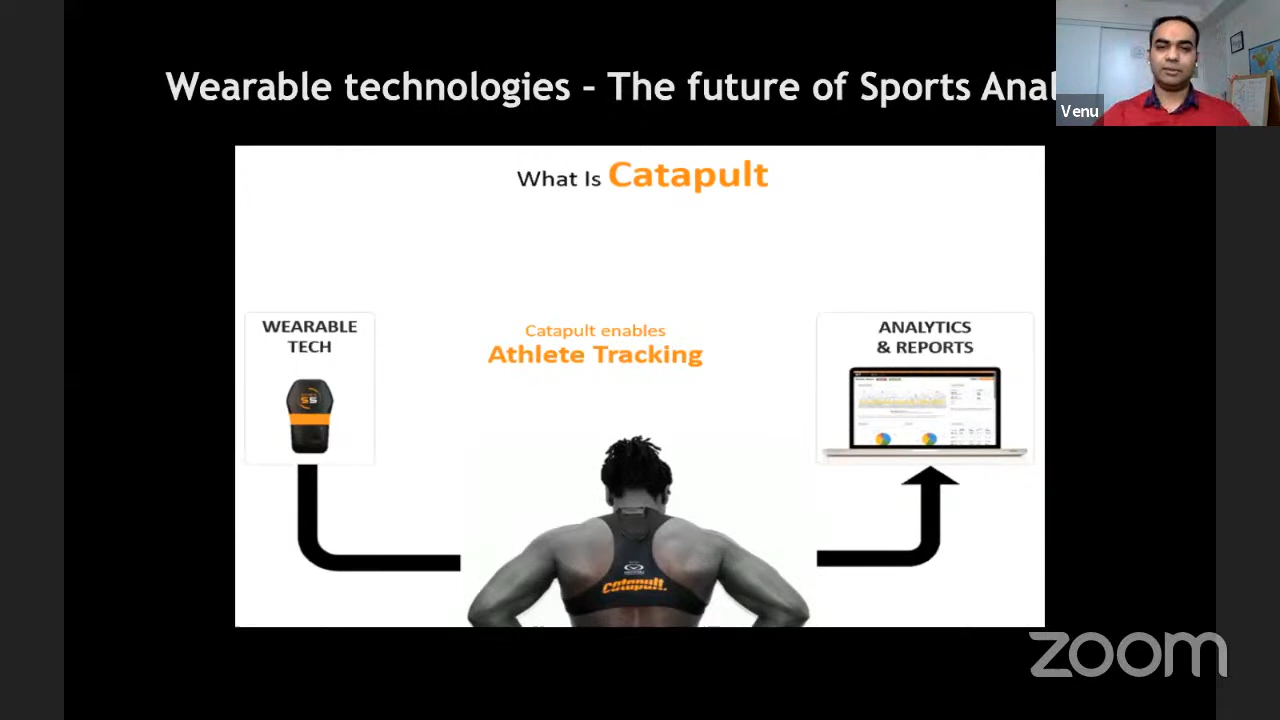 Wearable technologies – The future of Sports Anal
Venu
What Is Catapult
WEARABLE
TECH
S5
Catapult enables
Athlete Tracking
ANALYTICS
& REPORTS
Catapult.
zoom